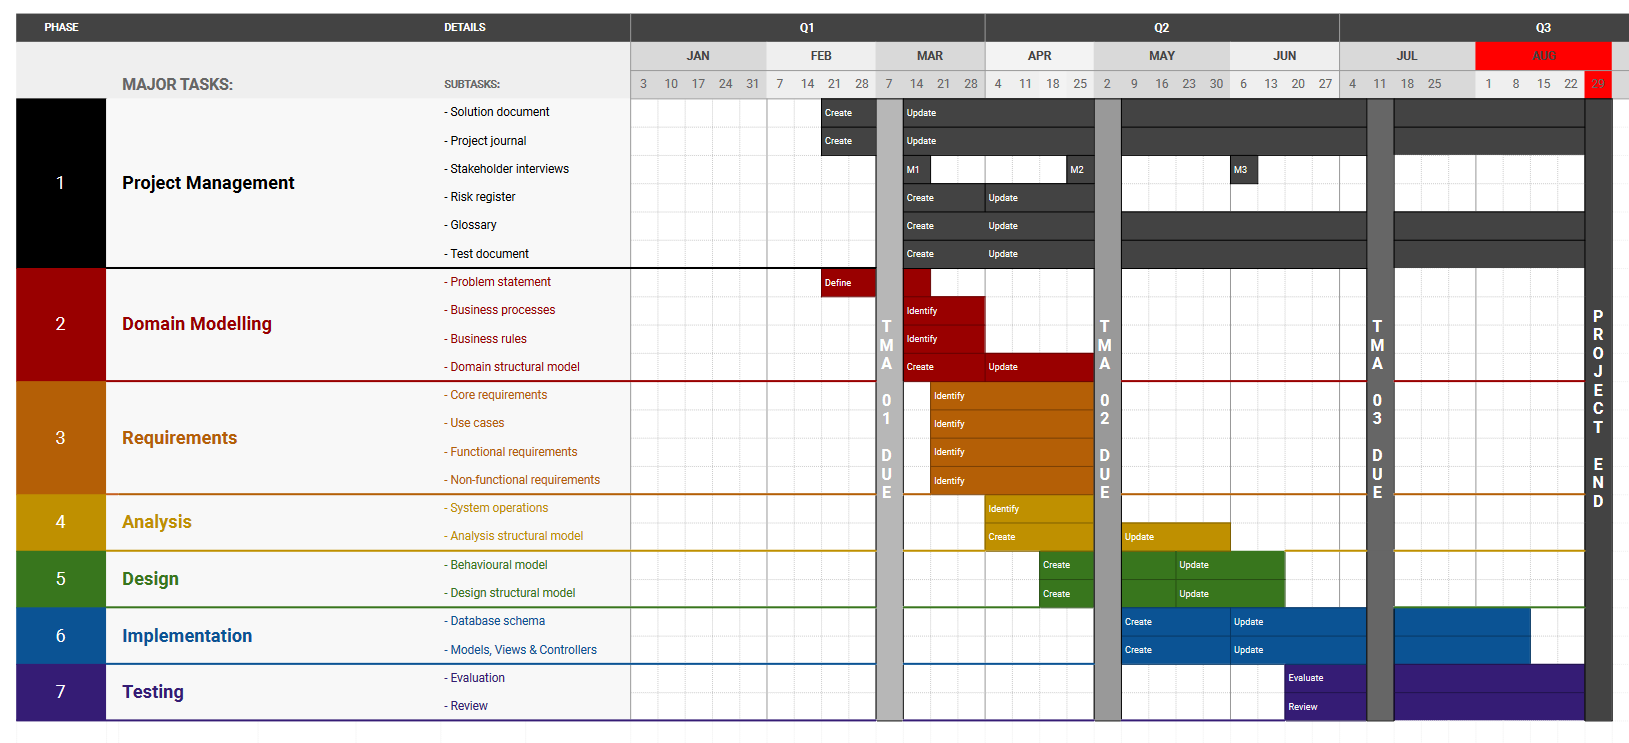 PHASE DETAILS Q1 Q2 Q3
JAN FEB MAR APR MAY JUN JUL AUG
MAJOR TASKS: SUBTASKS: 3 10 17 24 31 7 14 21 28 7 14 21 28 4 11 18 25 2 9 16 23 30 6 13 20 27 4 11 18 25 1 8 15 22 29
- Solution document Create Update
- Project journal Create Update
- Stakeholder interviews M1 M2 M3
1 Project Management
- Risk register Create Update
- Glossary Create Update
- Test document Create Update
- Problem statement Define
- Business processes Identify
2 Domain Modelling
- Business rules Identify
- Domain structural model Create Update
- Core requirements Identify
- Use cases Identify
3 Requirements
- Functional requirements Identify
- Non-functional requirements Identify
- System operations Identify
4 Analysis
- Analysis structural model Create Update
- Behavioural model Create Update
5 Design
- Design structural model Create Update
- Database schema Create Update
6 Implementation
- Models, Views & Controllers Create Update
- Evaluation Evaluate
7 Testing
- Review Review
TMA 01 DUE
TMA 02 DUE
TMA 03 DUE
PROJECT END